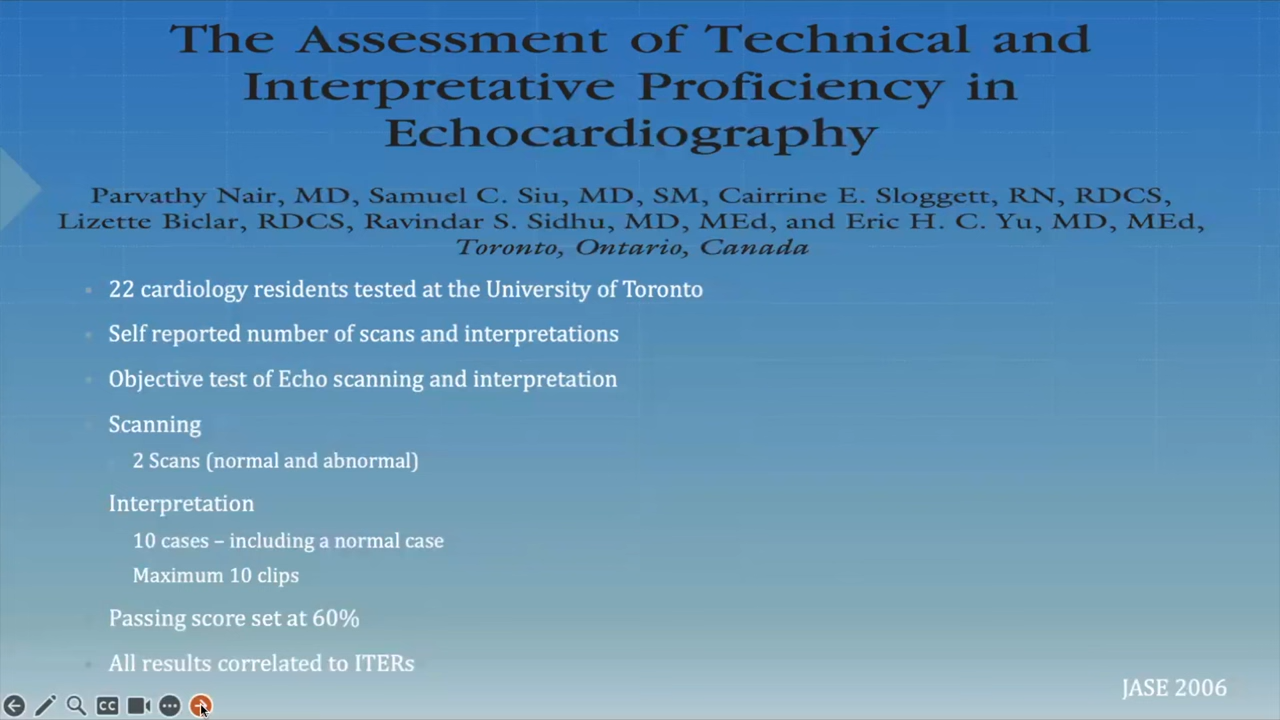 The Assessment of Technical and
Interpretative Proficiency in
Echocardiography
Parvathy Nair, MD, Samuel C. Siu, MD, SM, Cairrine E. Sloggett, RN, RDCS,
Lizette Biclar, RDCS, Ravindar S. Sidhu, MD, MEd, and Eric H. C. Yu, MD, MEd,
Toronto, Ontario, Canada
22 cardiology residents tested at the University of Toronto
Self reported number of scans and interpretations
Objective test of Echo scanning and interpretation
Scanning
2 Scans (normal and abnormal)
Interpretation
10 cases – including a normal case
Maximum 10 clips
Passing score set at 60%
All results correlated to ITERs
JASE 2006
CC